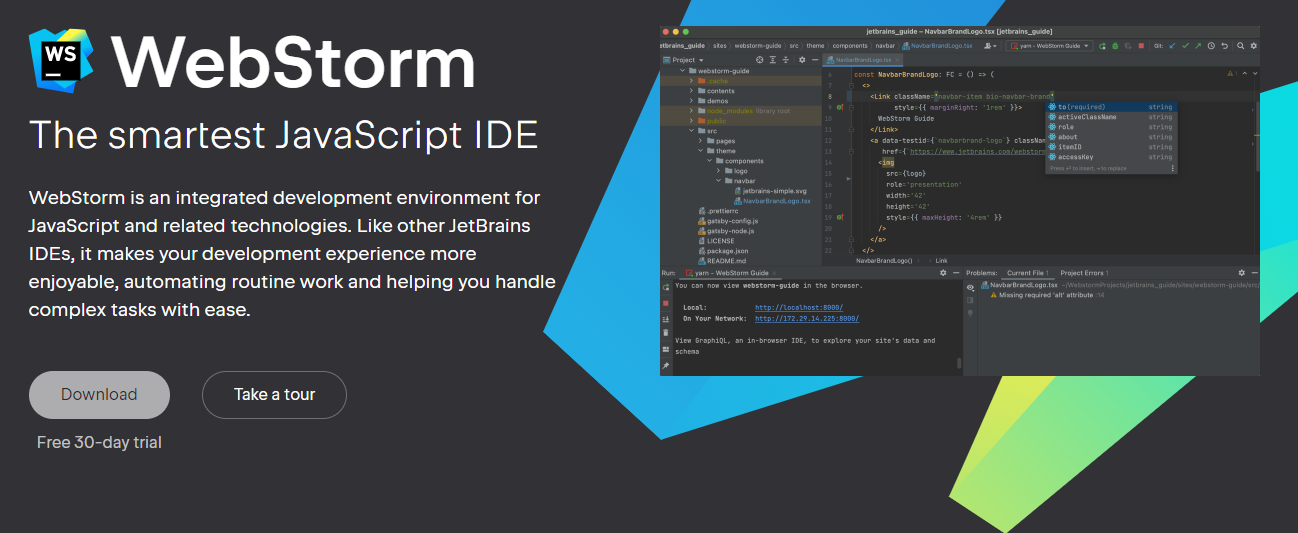 WS
WebStorm
The smartest JavaScript IDE
WebStorm is an integrated development environment for
JavaScript and related technologies. Like other JetBrains
IDEs, it makes your development experience more
enjoyable, automating routine work and helping you handle
complex tasks with ease.
Download
Take a tour
Free 30-day trial
jetbrains_guide – NavbarBrandLogo.tsx [jetbrains_guide]
etbrains_guide sites webstorm-guide src theme components navbar NavbarBrandLogo.tsx yarn - WebStorm Guide Git:
Project
NavbarBrandLogo.tsx
webstorm-guide
.cache
contents
demos
node_modules library root
public
src
pages
theme
components
logo
navbar
jetbrains-simple.svg
NavbarBrandLogo.tsx
.prettierrc
gatsby-config.js
gatsby-node.js
LICENSE
package.json
README.md
6 const NavbarBrandLogo: FC = () => (
7 <>
8 <Link className="navbar-item bio-navbar-brand"
9 style={{ marginRight: '1rem' }}>
10 WebStorm Guide
11 </Link>
12 <a data-testid={'navbarbrand-logo'} classNam
13 href={'https://www.jetbrains.com/webstorm
14 <img
15 src={logo}
16 role='presentation'
17 width='42'
18 height='42'
19 style={{ maxHeight: '4rem' }}
20 />
21 </a>
22 </>
to(required) string
activeClassName string
role string
about string
itemID string
accessKey string
Press ⏎ to insert, → to replace
1
NavbarBrandLogo() Link
Run: yarn - WebStorm Guide
You can now view webstorm-guide in the browser.
Local: http://localhost:8000/
On Your Network: http://172.29.14.225:8000/
View GraphiQL, an in-browser IDE, to explore your site's data and
schema
Problems: Current File 1 Project Errors 1
NavbarBrandLogo.tsx ~/WebstormProjects/jetbrains_guide/sites/webstorm-guide/src/
Missing required 'alt' attribute :14